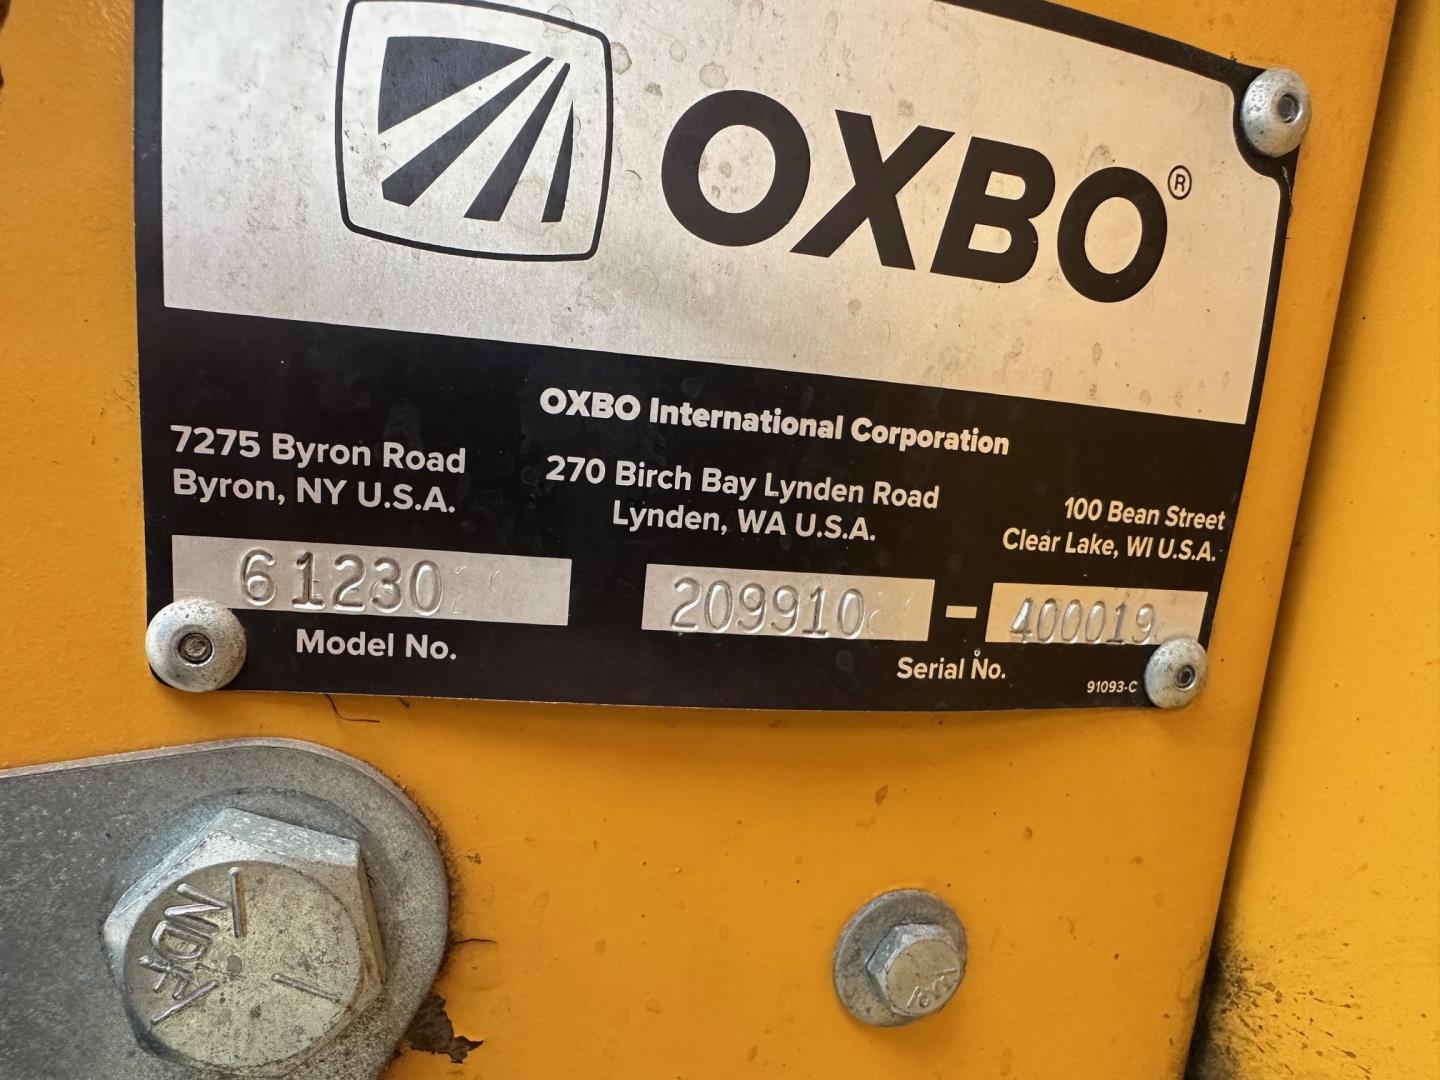 OXBO®
OXBO International Corporation
7275 Byron Road
Byron, NY U.S.A.
270 Birch Bay Lynden Road
Lynden, WA U.S.A.
100 Bean Street
Clear Lake, WI U.S.A.
61230
Model No.
209910 - 400019
Serial No.
91093-C
NDF